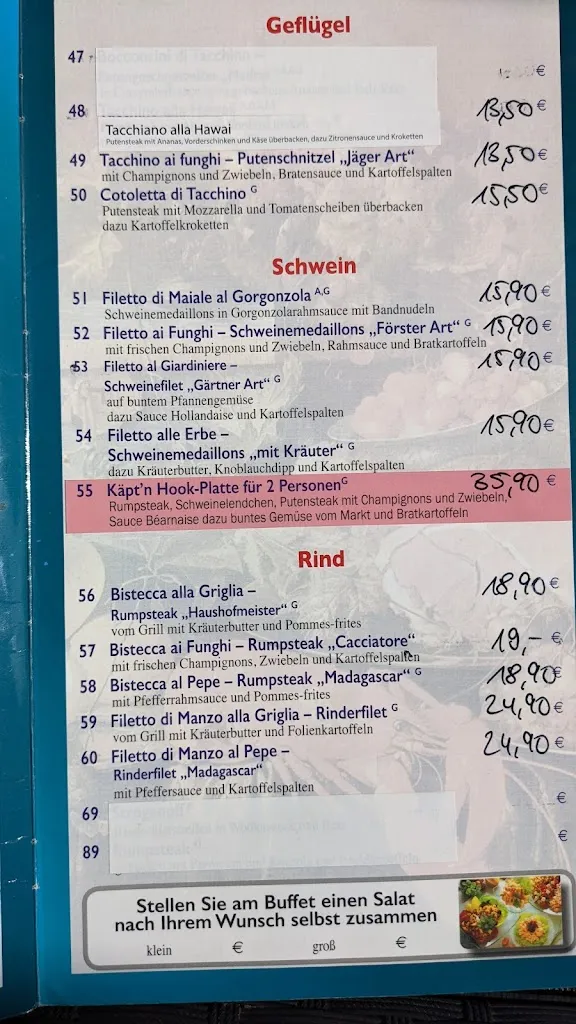 Geflügel
47 €
48 13,50 €
Tacchiano alla Hawai
Putensteak mit Ananas, Vorderschinken und Käse überbacken, dazu Zitronensauce und Kroketten
49 Tacchino ai funghi – Putenschnitzel „Jäger Art“ 13,50 €
mit Champignons und Zwiebeln, Bratensauce und Kartoffelspalten
50 Cotoletta di Tacchino G 15,50 €
Putensteak mit Mozzarella und Tomatenscheiben überbacken
dazu Kartoffelkroketten
Schwein
51 Filetto di Maiale al Gorgonzola A,G 15,90 €
Schweinemedaillons in Gorgonzolarahmsauce mit Bandnudeln
52 Filetto ai Funghi – Schweinemedaillons „Förster Art“ G 15,90 €
mit frischen Champignons und Zwiebeln, Rahmsauce und Bratkartoffeln
53 Filetto al Giardiniere – 15,90 €
Schweinefilet „Gärtner Art“ G
auf buntem Pfannengemüse
dazu Sauce Hollandaise und Kartoffelspalten
54 Filetto alle Erbe – 15,90 €
Schweinemedaillons „mit Kräuter“ G
dazu Kräuterbutter, Knoblauchdipp und Kartoffelspalten
55 Käpt’n Hook-Platte für 2 Personen G 35,90 €
Rumpsteak, Schweinelendchen, Putensteak mit Champignons und Zwiebeln,
Sauce Béarnaise dazu buntes Gemüse vom Markt und Bratkartoffeln
Rind
56 Bistecca alla Griglia – 18,90 €
Rumpsteak „Haushofmeister“ G
vom Grill mit Kräuterbutter und Pommes-frites
57 Bistecca ai Funghi – Rumpsteak „Cacciatore“ 19,- €
mit frischen Champignons, Zwiebeln und Kartoffelspalten
58 Bistecca al Pepe – Rumpsteak „Madagascar“ G 18,90 €
mit Pfefferrahmsauce und Pommes-frites
59 Filetto di Manzo alla Griglia – Rinderfilet G 24,90 €
vom Grill mit Kräuterbutter und Folienkartoffeln
60 Filetto di Manzo al Pepe – 24,90 €
Rinderfilet „Madagascar“
mit Pfeffersauce und Kartoffelspalten
69 €
89 €
Stellen Sie am Buffet einen Salat
nach Ihrem Wunsch selbst zusammen
klein € groß €